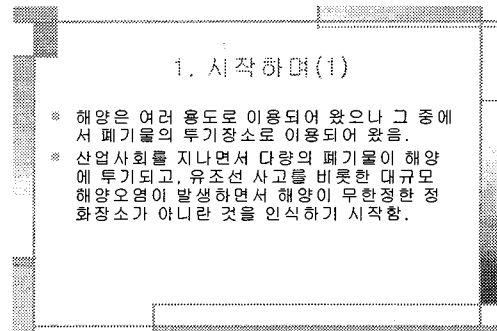 1. 시작하며(1)
※ 해양은 여러 용도로 이용되어 왔으나 그 중에
서 폐기물의 투기장소로 이용되어 왔음.
※ 산업사회를 지나면서 다량의 폐기물이 해양
에 투기되고, 유조선 사고를 비롯한 대규모
해양오염이 발생하면서 해양이 무한정한 정
화장소가 아니란 것을 인식하기 시작함.